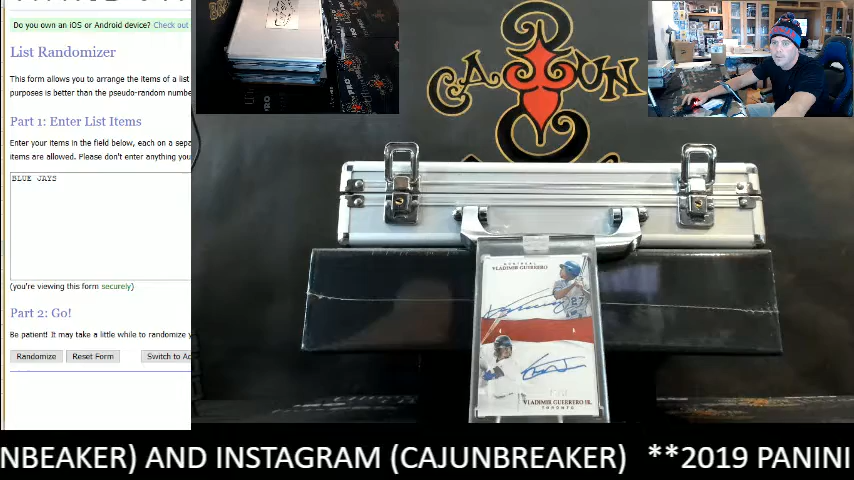 Do you own an iOS or Android device? Check out
List Randomizer
This form allows you to arrange the items of a list
purposes is better than the pseudo-random numbe
Part 1: Enter List Items
Enter your items in the field below, each on a sepa
items are allowed. Please don't enter anything you
BLUE JAYS
(you're viewing this form securely)
Part 2: Go!
Be patient! It may take a little while to randomize y
Randomize
Reset Form
Switch to Ad
CAJUN
MONTREAL
VLADIMIR GUERRERO
27
VLADIMIR GUERRERO JR.
TORONTO
NBEAKER) AND INSTAGRAM (CAJUNBREAKER) **2019 PANINI